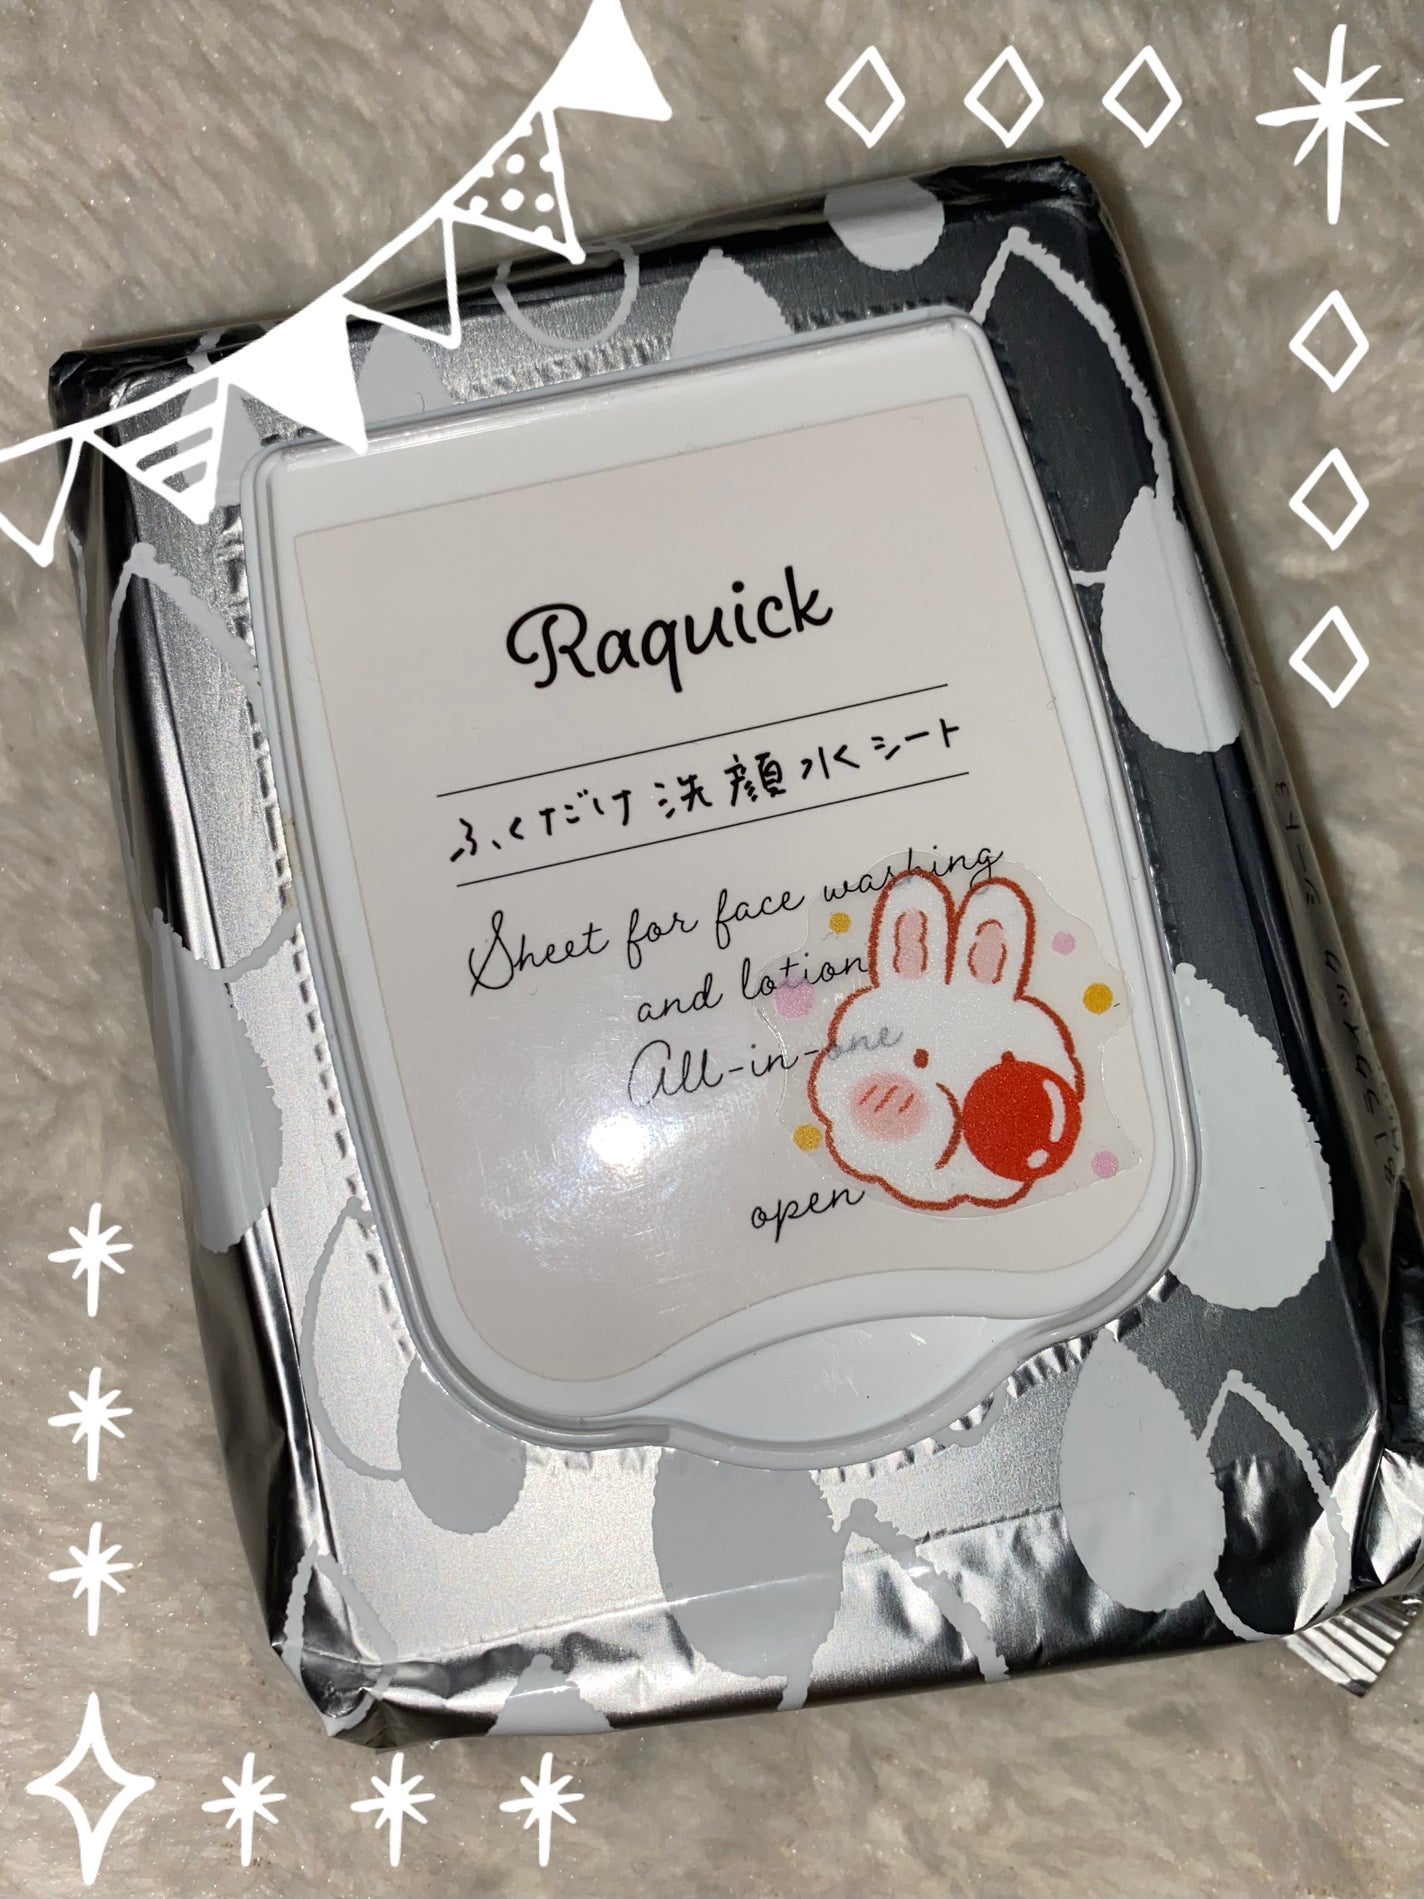 Raquick
ふくだけ洗顔水シート
Sheet for face washing
and lotion
All-in-one
open